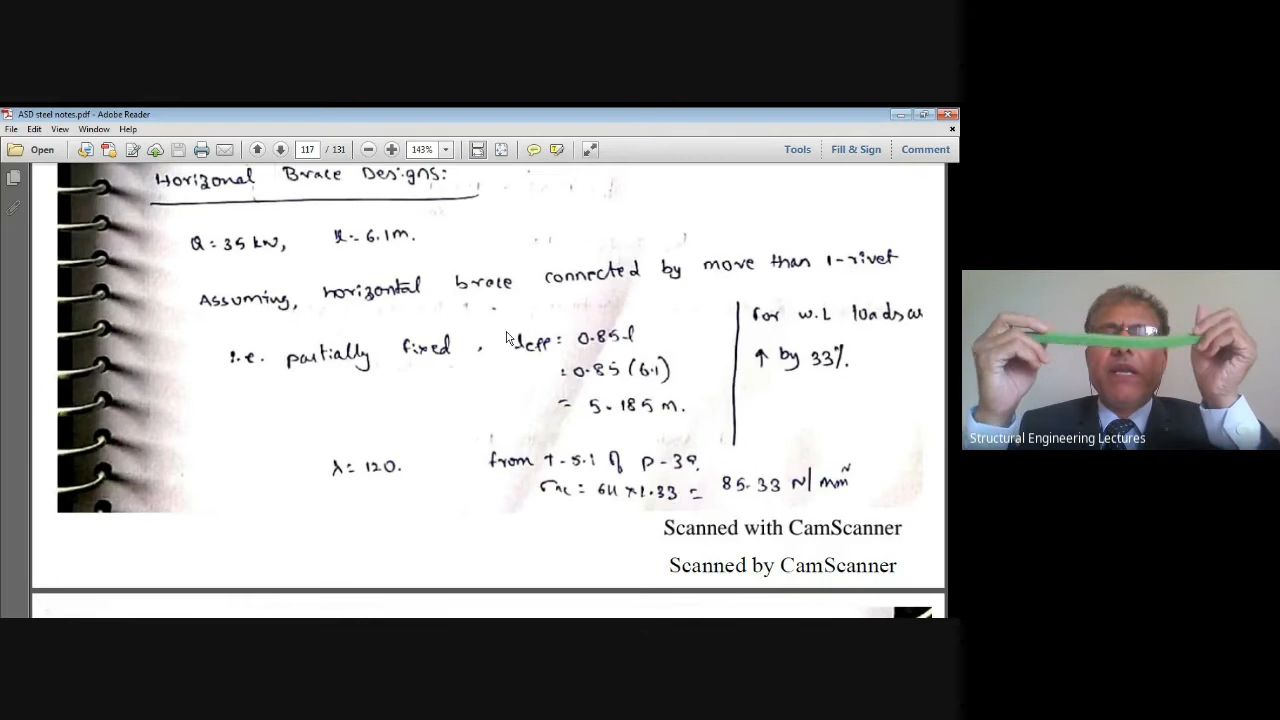 ASD steel notes.pdf - Adobe Reader
File Edit View Window Help
Open 117 / 131 143% Tools Fill & Sign Comment
Horizonal Brace Designs:
Q = 35 kN, l = 6.1m.
Assuming, horizontal brace connected by more than 1-rivet
i.e. partially fixed, leff = 0.85l
= 0.85 (6.1)
= 5.185 m.
for W.L loads
↑ by 33%.
λ = 120. from T-5.1 of P-39.
σac = 64 x 1.33 = 85.33 N/mm²
Scanned with CamScanner
Scanned by CamScanner
Structural Engineering Lectures